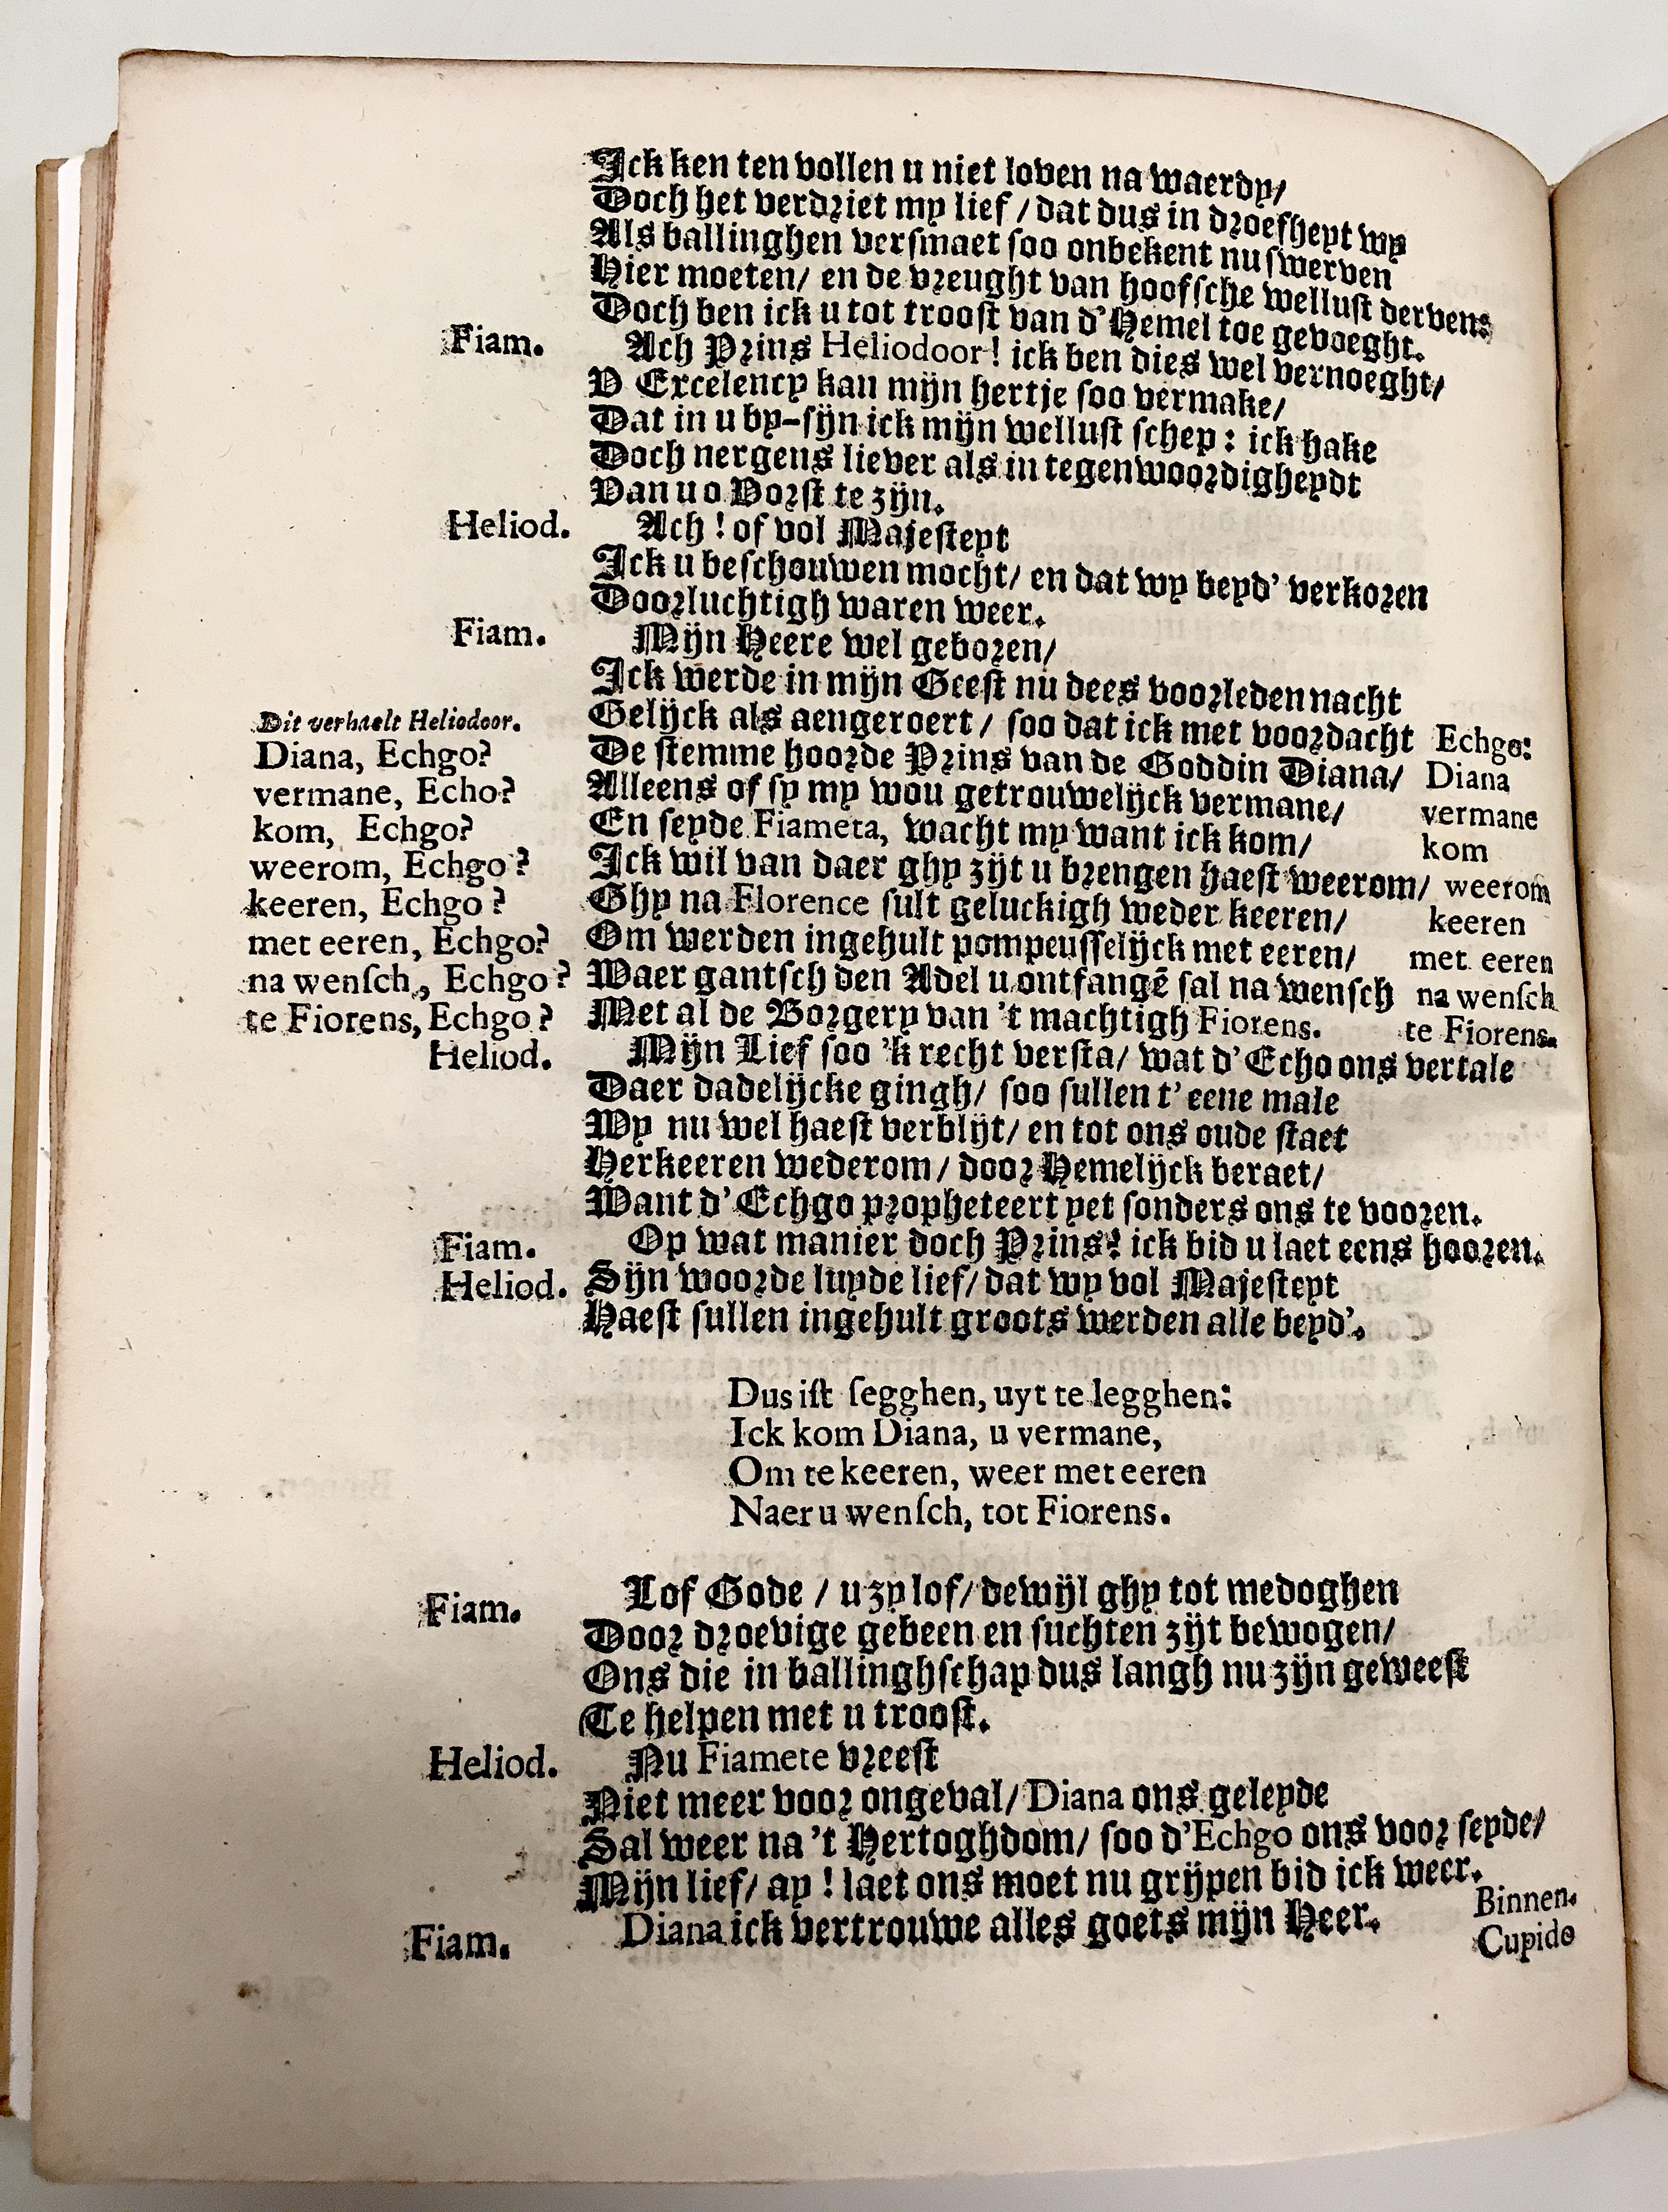 Ick ken ten vollen u niet loven na waerdy/
Doch het verdriet my lief / dat dus in droefheyt wy
Als ballinghen versmaet soo onbekent nu swerven
Hier moeten/ en de vreught van hoofsche wellust derven:
Doch ben ick u tot troost van d'Hemel toe gevoeght.
Fiam. Ach Prins Heliodoor! ick ben dies wel vernoeght/
V Excelency kan mijn hertje soo vermake/
Dat in u by-sijn ick mijn wellust schep: ick hake
Doch nergens liever als in tegenwoordigheydt
Van u o Vorst te zijn.
Heliod. Ach! of vol Majesteyt
Ick u beschouwen mocht/ en dat wy beyd' verkoren
Doorluchtigh waren weer.
Fiam. Mijn Heere wel geboren/
Ick werde in mijn Geest nu dees voorleden nacht
Dit verhaelt Heliodoor. Gelijck als aengeroert / soo dat ick met voordacht Echgo:
Diana, Echgo? De stemme hoorde Prins van de Goddin Diana/ Diana
vermane, Echo? Alleens of sy my wou getrouwelijck vermane/ vermane
kom, Echgo? En seyde Fiameta, wacht my want ick kom/ kom
weerom, Echgo? Ick wil van daer ghy zijt u brengen haest weerom/ weerom
keeren, Echgo? Ghy na Florence sult geluckigh weder keeren/ keeren
met eeren, Echgo? Om werden ingehult pompeusselijck met eeren/ met eeren
na wensch, Echgo? Waer gantsch den Adel u ontfangē sal na wensch na wensch
te Fiorens, Echgo? Met al de Borgery van 't machtigh Fiorens. te Fiorens.
Heliod. Mijn Lief soo 'k recht versta/ wat d'Echo ons vertale
Daer dadelijcke gingh/ soo sullen t'eene male
Wy nu wel haest verblijt/ en tot ons oude staet
Herkeeren wederom/ door Hemelijck beraet/
Want d'Echgo propheteert yet sonders ons te vooren.
Fiam. Op wat manier doch Prins? ick bid u laet eens hooren.
Heliod. Sijn woorde luyde lief/ dat wy vol Majesteyt
Haest sullen ingehult groots werden alle beyd'.
Dus ist segghen, uyt te legghen:
Ick kom Diana, u vermane,
Om te keeren, weer met eeren
Naer u wensch, tot Fiorens.
Fiam. Lof Gode / u zy lof/ dewijl ghy tot medoghen
Door droevige gebeen en suchten zijt bewogen/
Ons die in ballinghschap dus langh nu zijn geweest
Te helpen met u troost.
Heliod. Nu Fiamete vreest
Niet meer voor ongeval/ Diana ons geleyde
Sal weer na 't Hertoghdom/ soo d'Echgo ons voor seyde/
Mijn lief/ ay! laet ons moet nu grijpen bid ick weer.
Fiam. Diana ick vertrouwe alles goets mijn Heer. Binnen.
Cupido